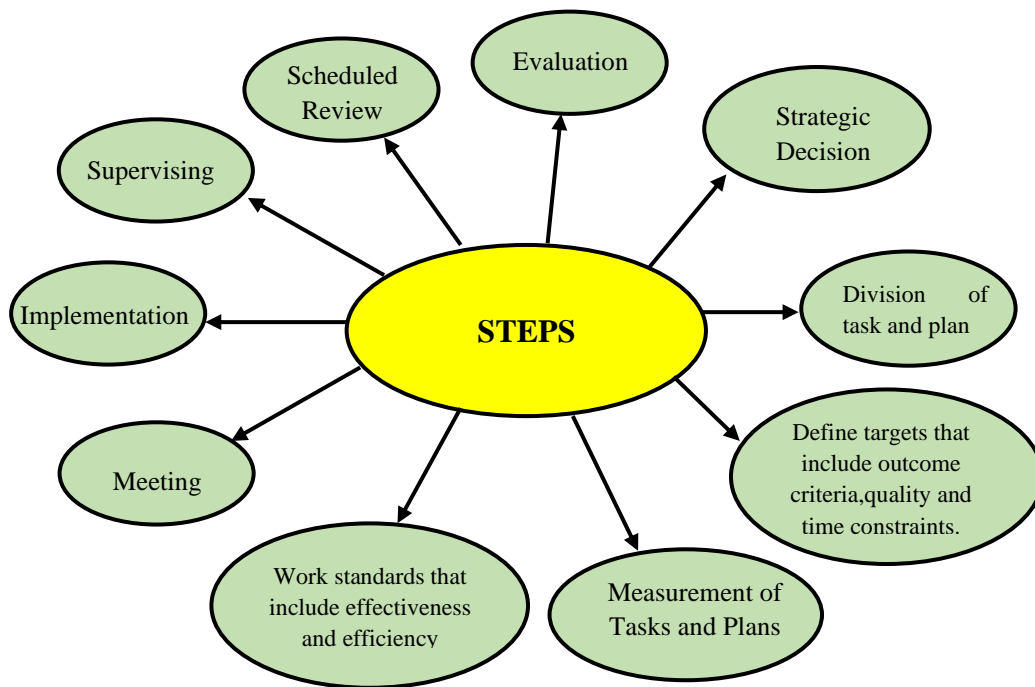 Evaluation
Scheduled
Review
Strategic
Decision
Supervising
Division of
task and plan
Implementation
STEPS
Define targets that
include outcome
criteria,quality and
time constraints.
Meeting
Work standards that
include effectiveness
and efficiency
Measurement of
Tasks and Plans